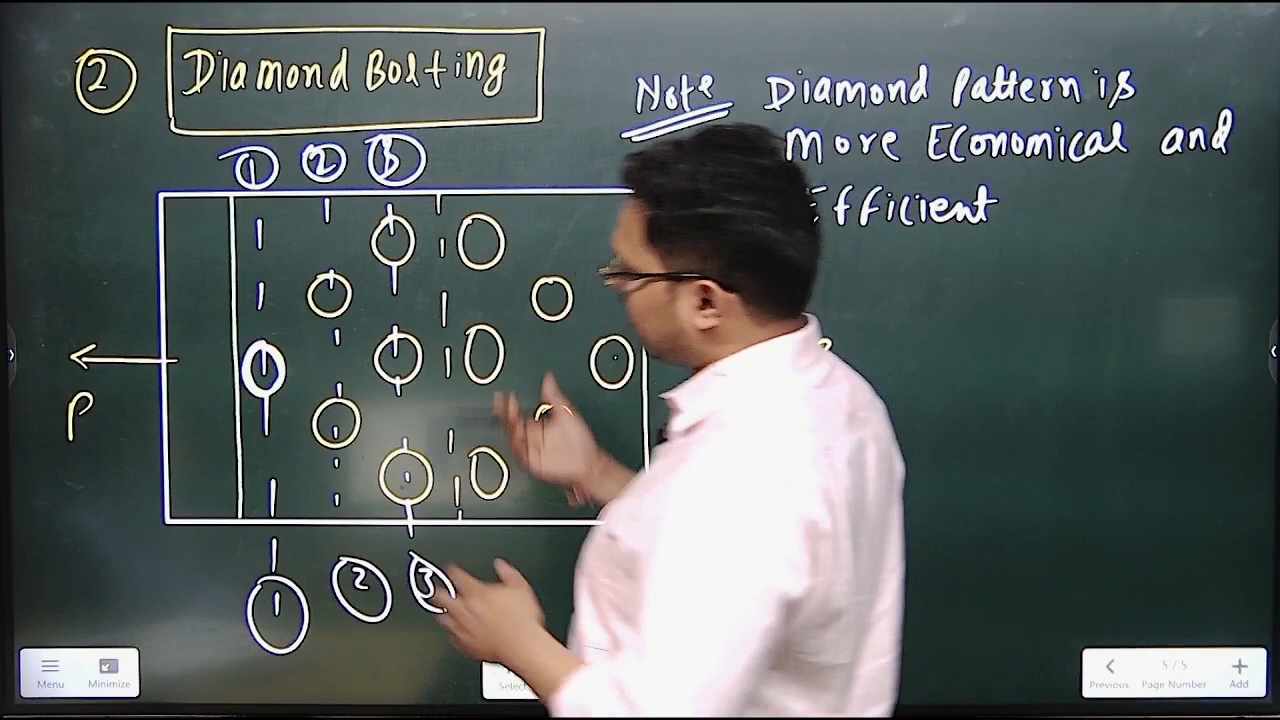 ② Diamond Bolting
Note Diamond Pattern is
More Economical and
Efficient
① ② ③
P
① ② ③
Menu
Minimize
Select
Previous
5 / 5
Page Number
Add